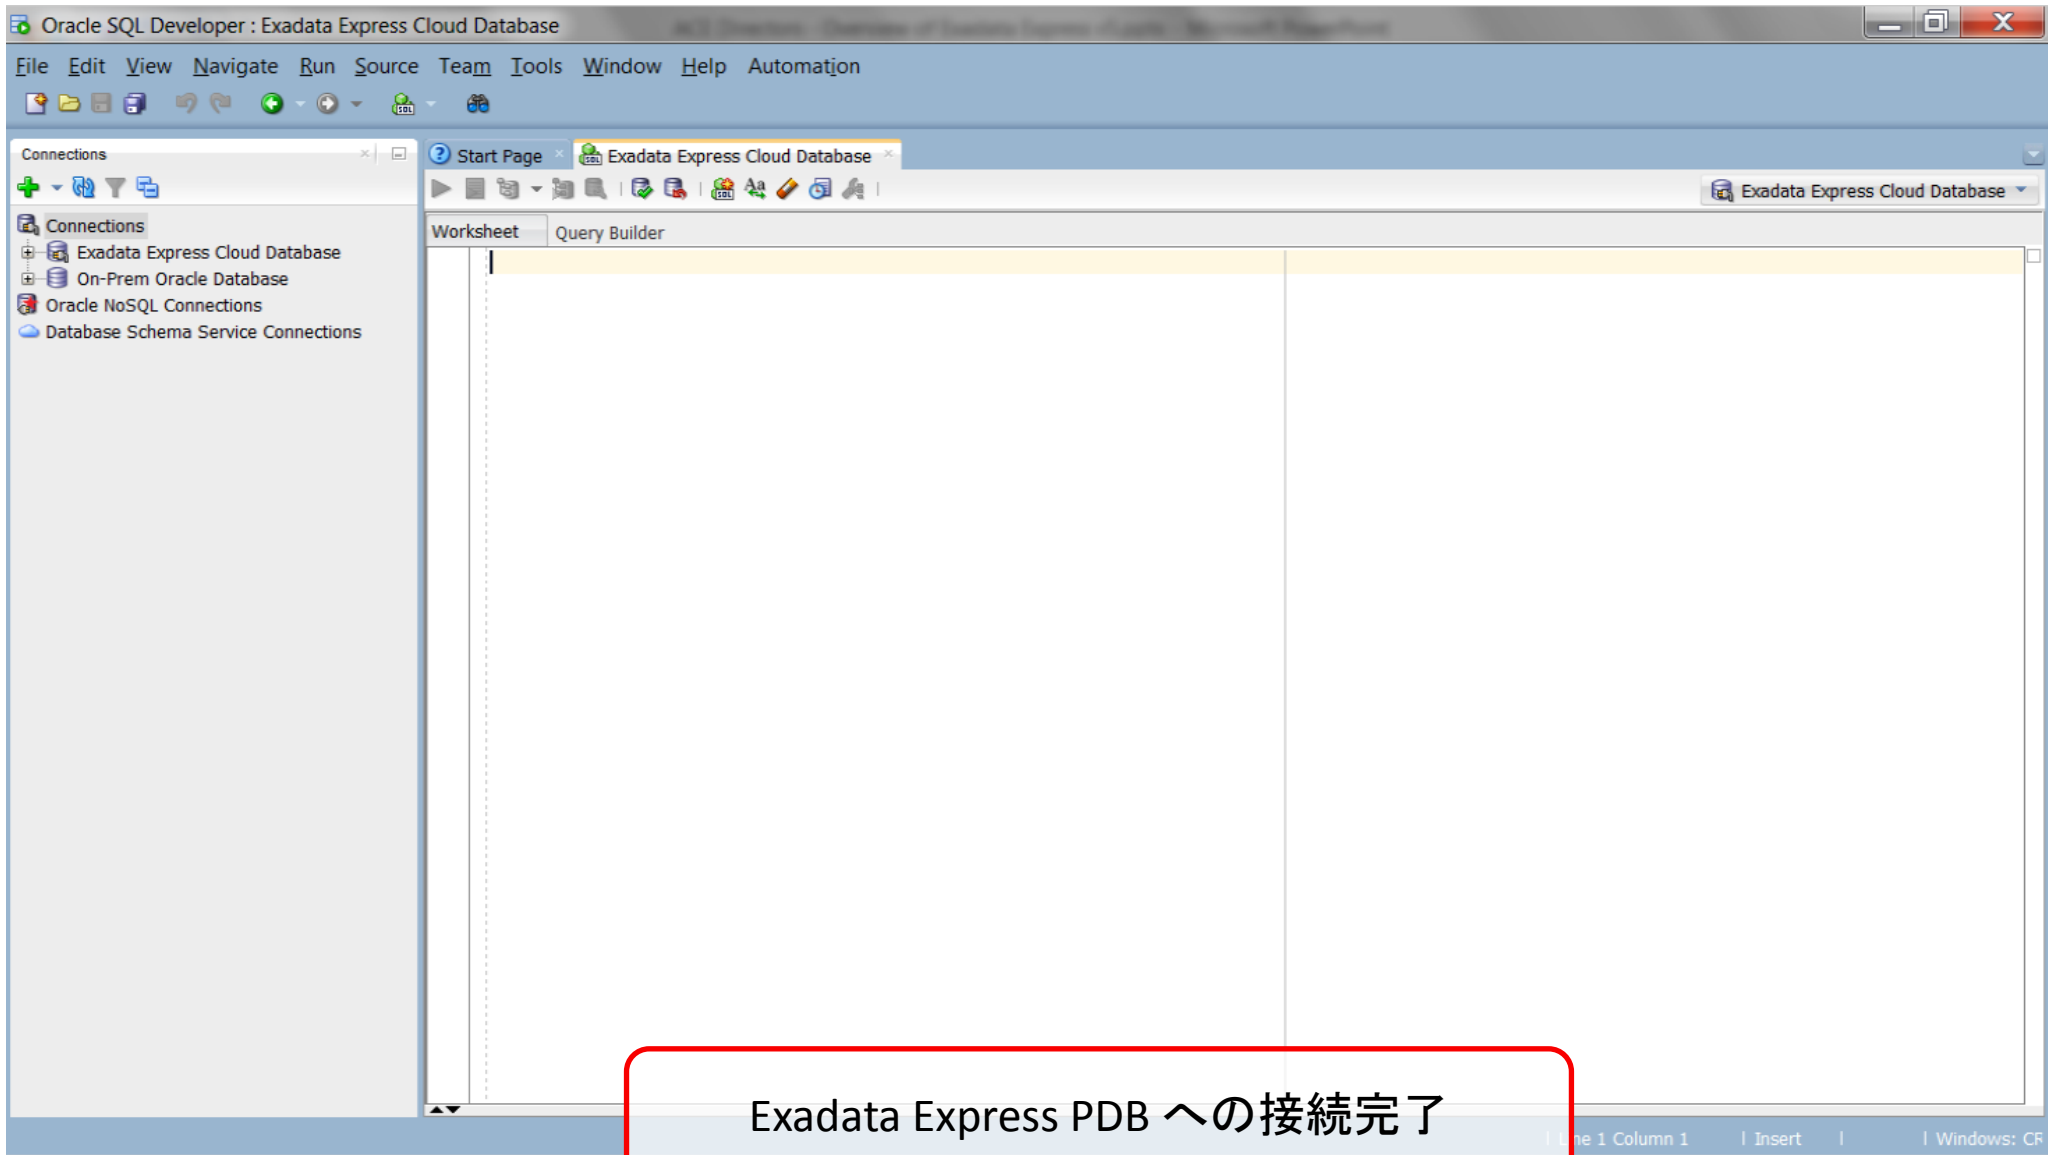 Oracle SQL Developer : Exadata Express Cloud Database
File Edit View Navigate Run Source Team Tools Window Help Automation
Connections
Start Page
Exadata Express Cloud Database
Exadata Express Cloud Database
Connections
Exadata Express Cloud Database
On-Prem Oracle Database
Oracle NoSQL Connections
Database Schema Service Connections
Worksheet
Query Builder
Exadata Express PDB への接続完了
1 Column 1
Insert
Windows: CR